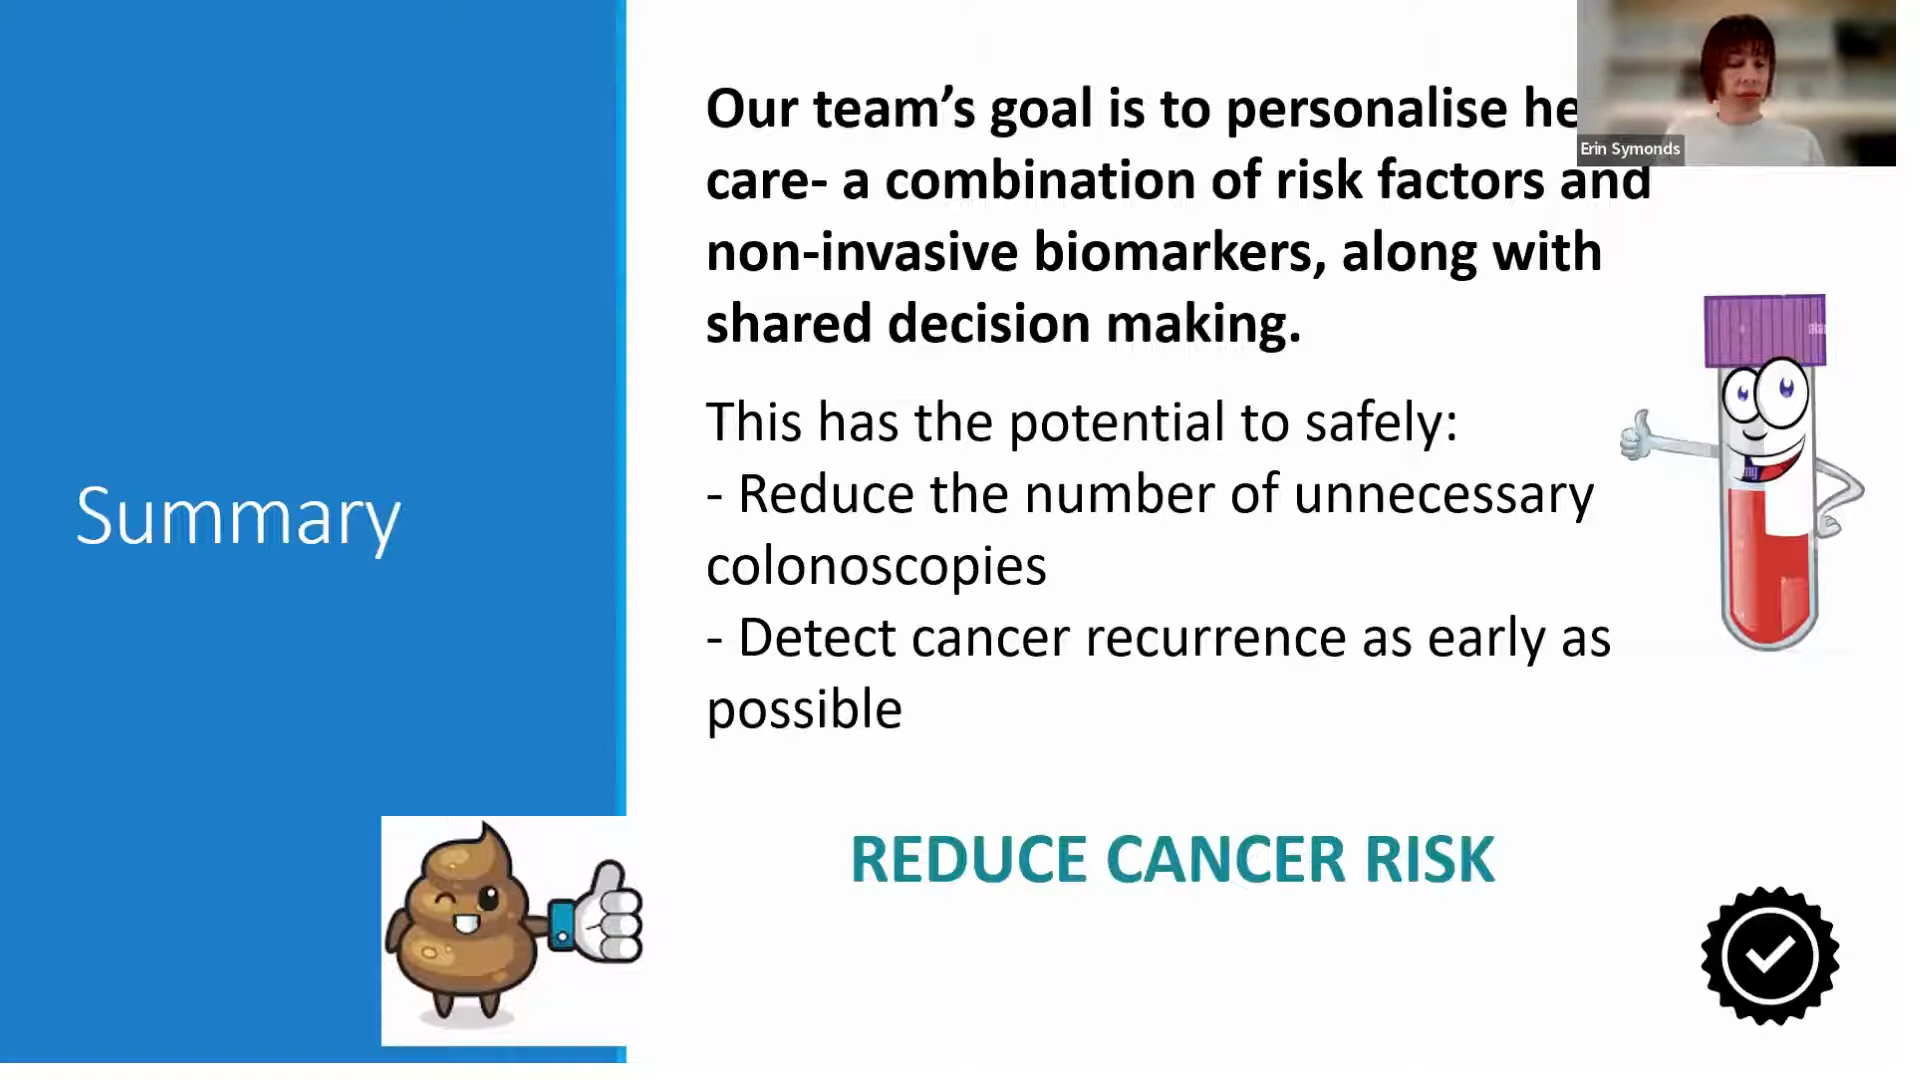 Our team’s goal is to personalise he
Erin Symonds
care- a combination of risk factors and
non-invasive biomarkers, along with
shared decision making.
This has the potential to safely:
- Reduce the number of unnecessary
Summary
colonoscopies
- Detect cancer recurrence as early as
possible
REDUCE CANCER RISK